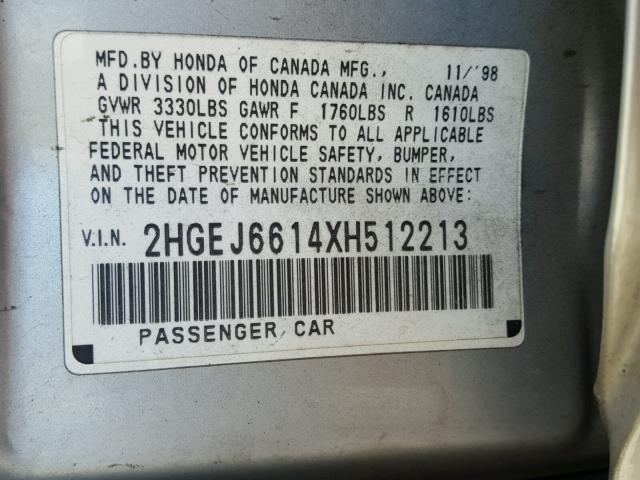 MFD.BY HONDA OF CANADA MFG., 11/'98
A DIVISION OF HONDA CANADA INC. CANADA
GVWR 3330LBS GAWR F 1760LBS R 1610LBS
THIS VEHICLE CONFORMS TO ALL APPLICABLE
FEDERAL MOTOR VEHICLE SAFETY, BUMPER,
AND THEFT PREVENTION STANDARDS IN EFFECT
ON THE DATE OF MANUFACTURE SHOWN ABOVE:
V.I.N. 2HGEJ6614XH512213
PASSENGER CAR